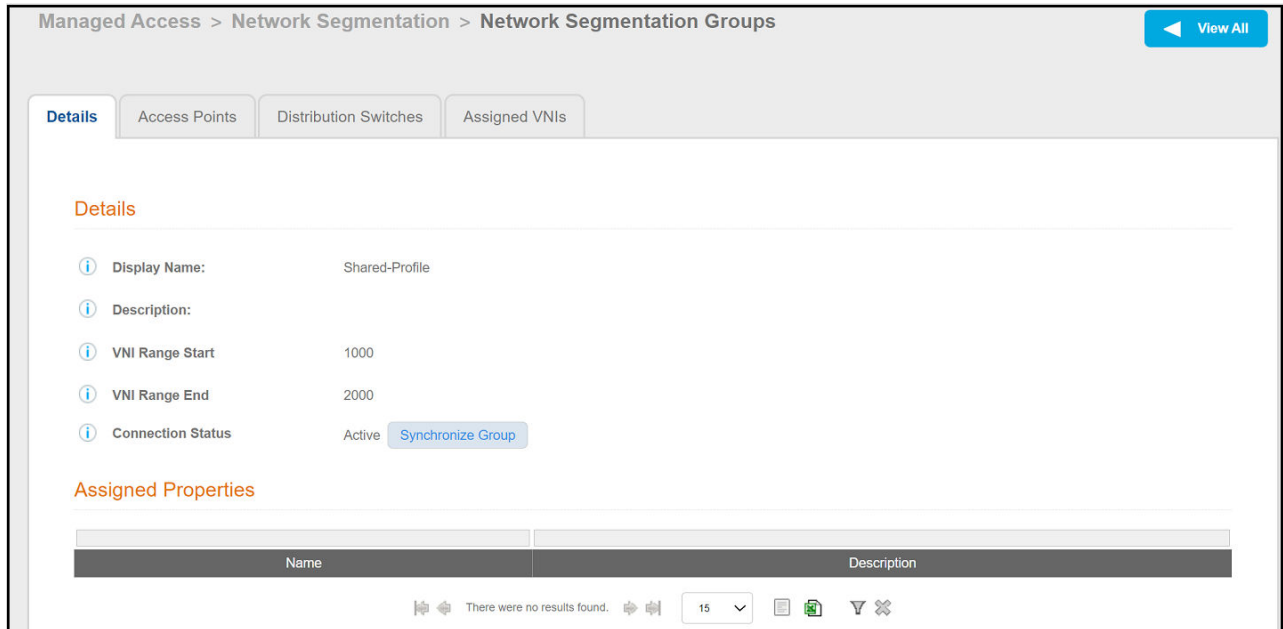 Managed Access > Network Segmentation > Network Segmentation Groups
View All
Details Access Points Distribution Switches Assigned VNIs
Details
Display Name: Shared-Profile
Description:
VNI Range Start 1000
VNI Range End 2000
Connection Status Active Synchronize Group
Assigned Properties
Name Description
There were no results found. 15